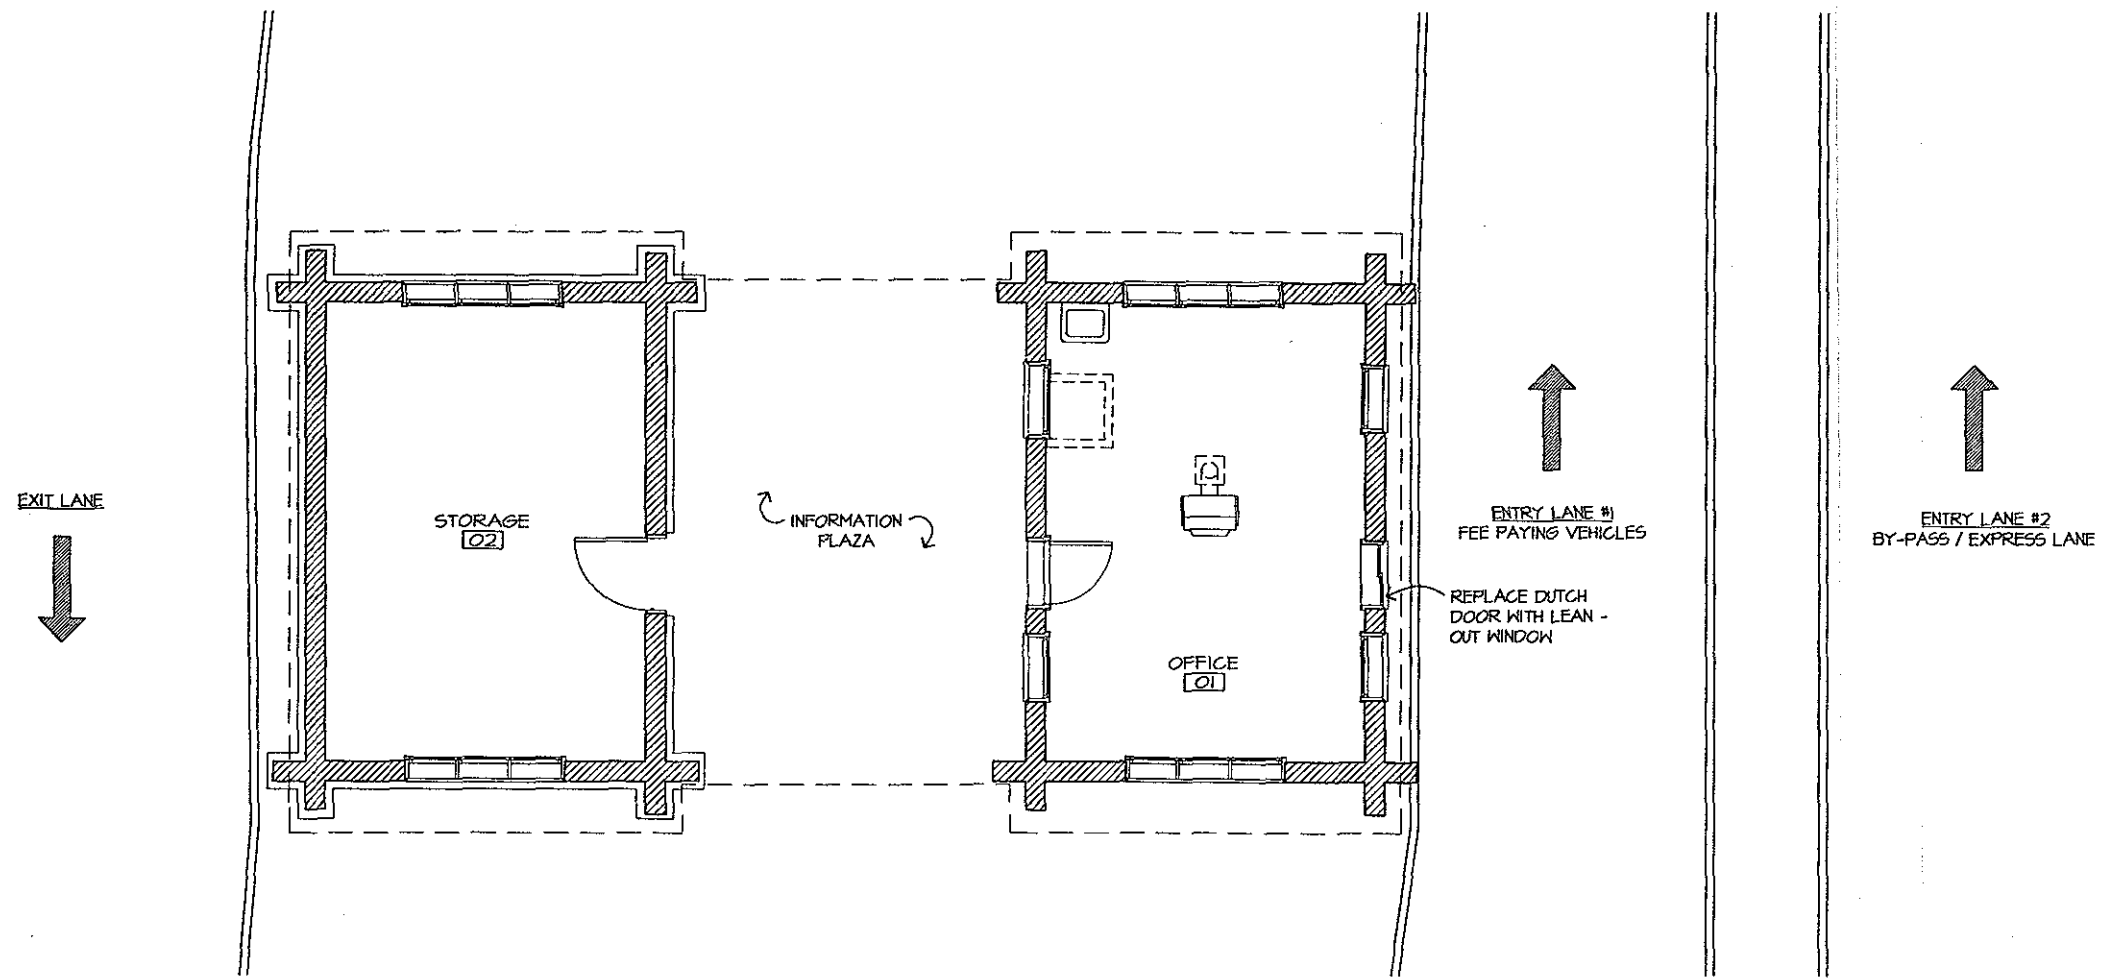 EXIT LANE
STORAGE
02
INFORMATION
PLAZA
OFFICE
01
ENTRY LANE #1
FEE PAYING VEHICLES
REPLACE DUTCH
DOOR WITH LEAN -
OUT WINDOW
ENTRY LANE #2
BY-PASS / EXPRESS LANE